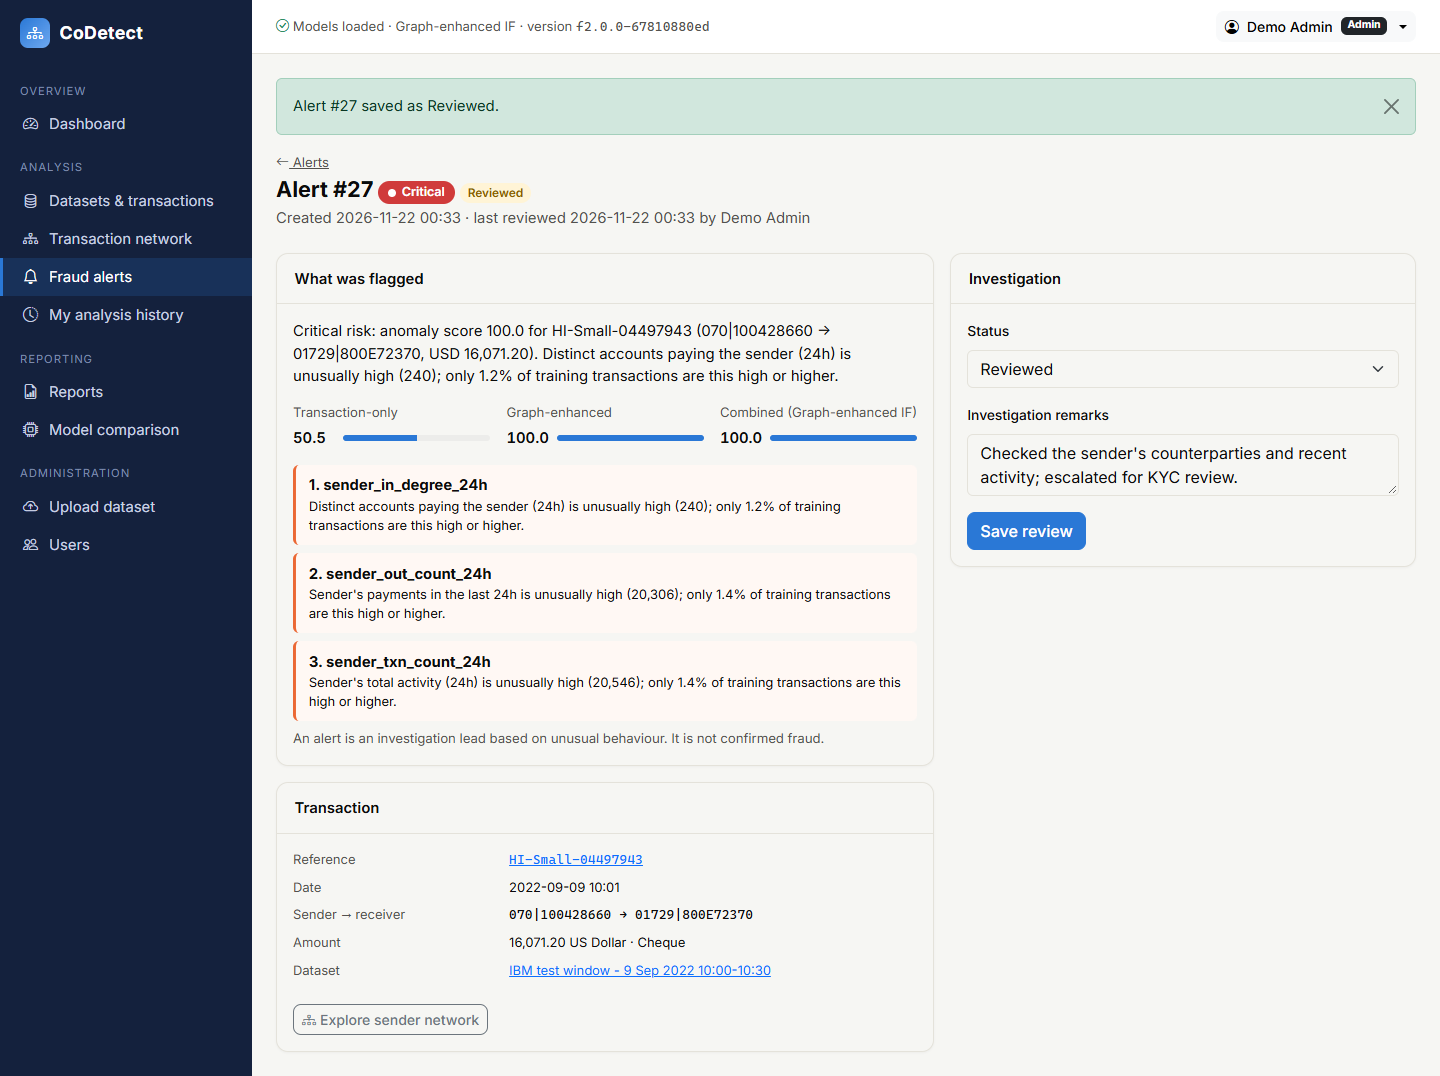 CoDetect
OVERVIEW
Dashboard
ANALYSIS
Datasets & transactions
Transaction network
Fraud alerts
My analysis history
REPORTING
Reports
Model comparison
ADMINISTRATION
Upload dataset
Users
Models loaded · Graph-enhanced IF · version f2.0.0-67810880ed
Demo Admin Admin
Alert #27 saved as Reviewed.
← Alerts
Alert #27 Critical Reviewed
Created 2026-11-22 00:33 · last reviewed 2026-11-22 00:33 by Demo Admin
What was flagged
Critical risk: anomaly score 100.0 for HI-Small-04497943 (070|100428660 →
01729|800E72370, USD 16,071.20). Distinct accounts paying the sender (24h) is
unusually high (240); only 1.2% of training transactions are this high or higher.
Transaction-only Graph-enhanced Combined (Graph-enhanced IF)
50.5 100.0 100.0
1. sender_in_degree_24h
Distinct accounts paying the sender (24h) is unusually high (240); only 1.2% of training
transactions are this high or higher.
2. sender_out_count_24h
Sender's payments in the last 24h is unusually high (20,306); only 1.4% of training transactions
are this high or higher.
3. sender_txn_count_24h
Sender's total activity (24h) is unusually high (20,546); only 1.4% of training transactions are this
high or higher.
An alert is an investigation lead based on unusual behaviour. It is not confirmed fraud.
Transaction
Reference HI-Small-04497943
Date 2022-09-09 10:01
Sender → receiver 070|100428660 → 01729|800E72370
Amount 16,071.20 US Dollar · Cheque
Dataset IBM test window - 9 Sep 2022 10:00-10:30
Explore sender network
Investigation
Status
Reviewed
Investigation remarks
Checked the sender's counterparties and recent
activity; escalated for KYC review.
Save review